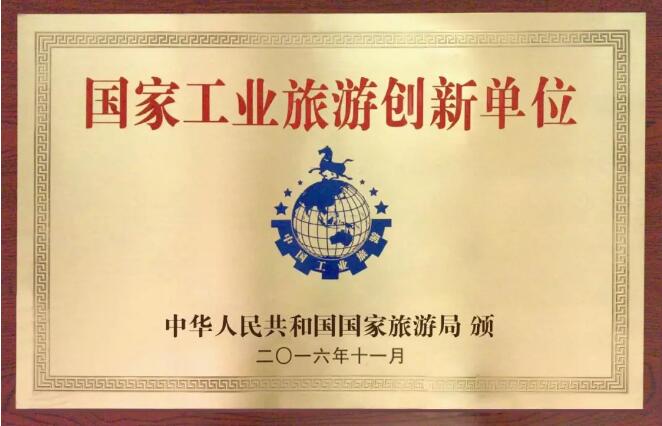 国家工业旅游创新单位
中国工业旅游
中华人民共和国国家旅游局 颁
二〇一六年十一月